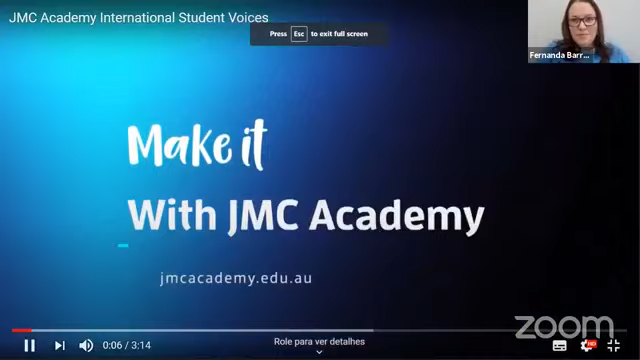 JMC Academy International Student Voices
Press Esc to exit full screen
Fernanda Barr...
Make it
With JMC Academy
jmcacademy.edu.au
zoom
0:06 / 3:14
Role para ver detalhes
HD